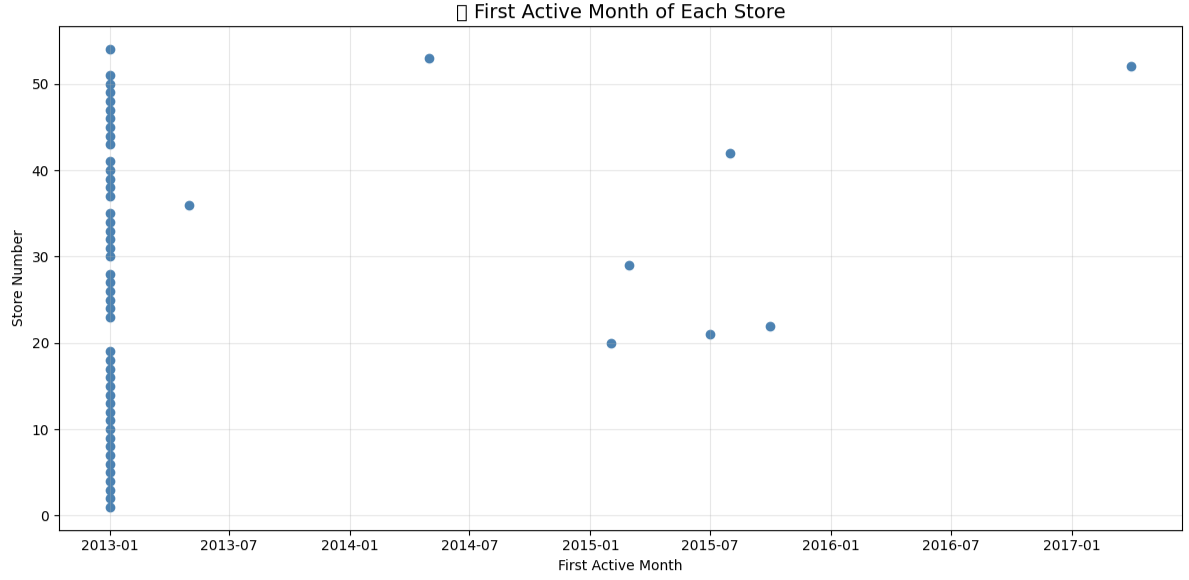 First Active Month of Each Store
Store Number
50
40
30
20
10
0
2013-01 2013-07 2014-01 2014-07 2015-01 2015-07 2016-01 2016-07 2017-01
First Active Month